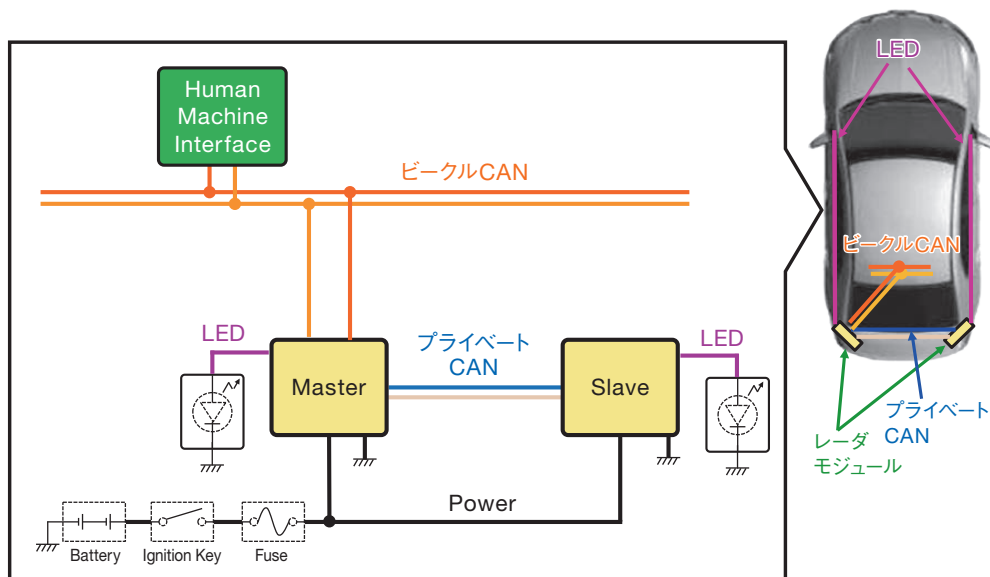 Human
Machine
Interface
ビークルCAN
LED
Master
プライベート
CAN
Slave
LED
Power
Battery
Ignition Key
Fuse
LED
ビークルCAN
プライベート
CAN
レーダ
モジュール